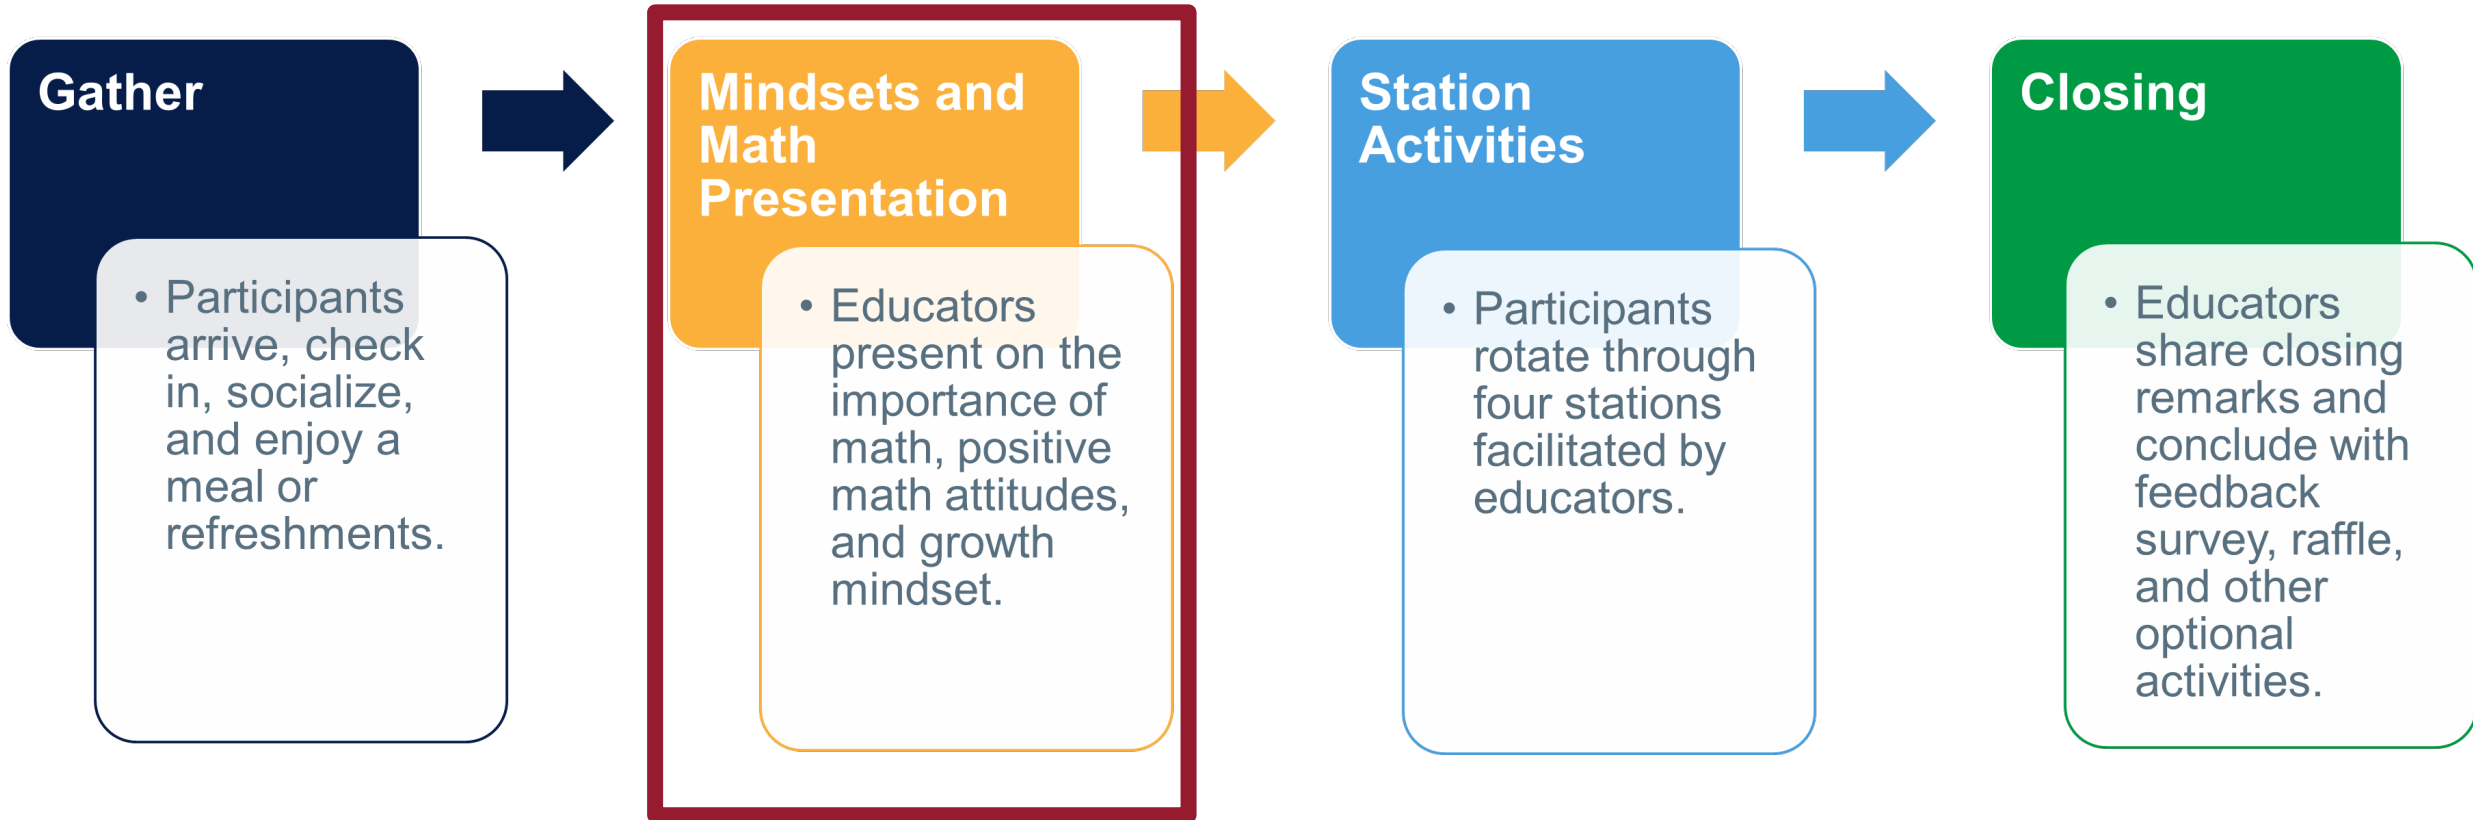 Gather
• Participants
arrive, check
in, socialize,
and enjoy a
meal or
refreshments.
Mindsets and
Math
Presentation
• Educators
present on the
importance of
math, positive
math attitudes,
and growth
mindset.
Station
Activities
• Participants
rotate through
four stations
facilitated by
educators.
Closing
• Educators
share closing
remarks and
conclude with
feedback
survey, raffle,
and other
optional
activities.